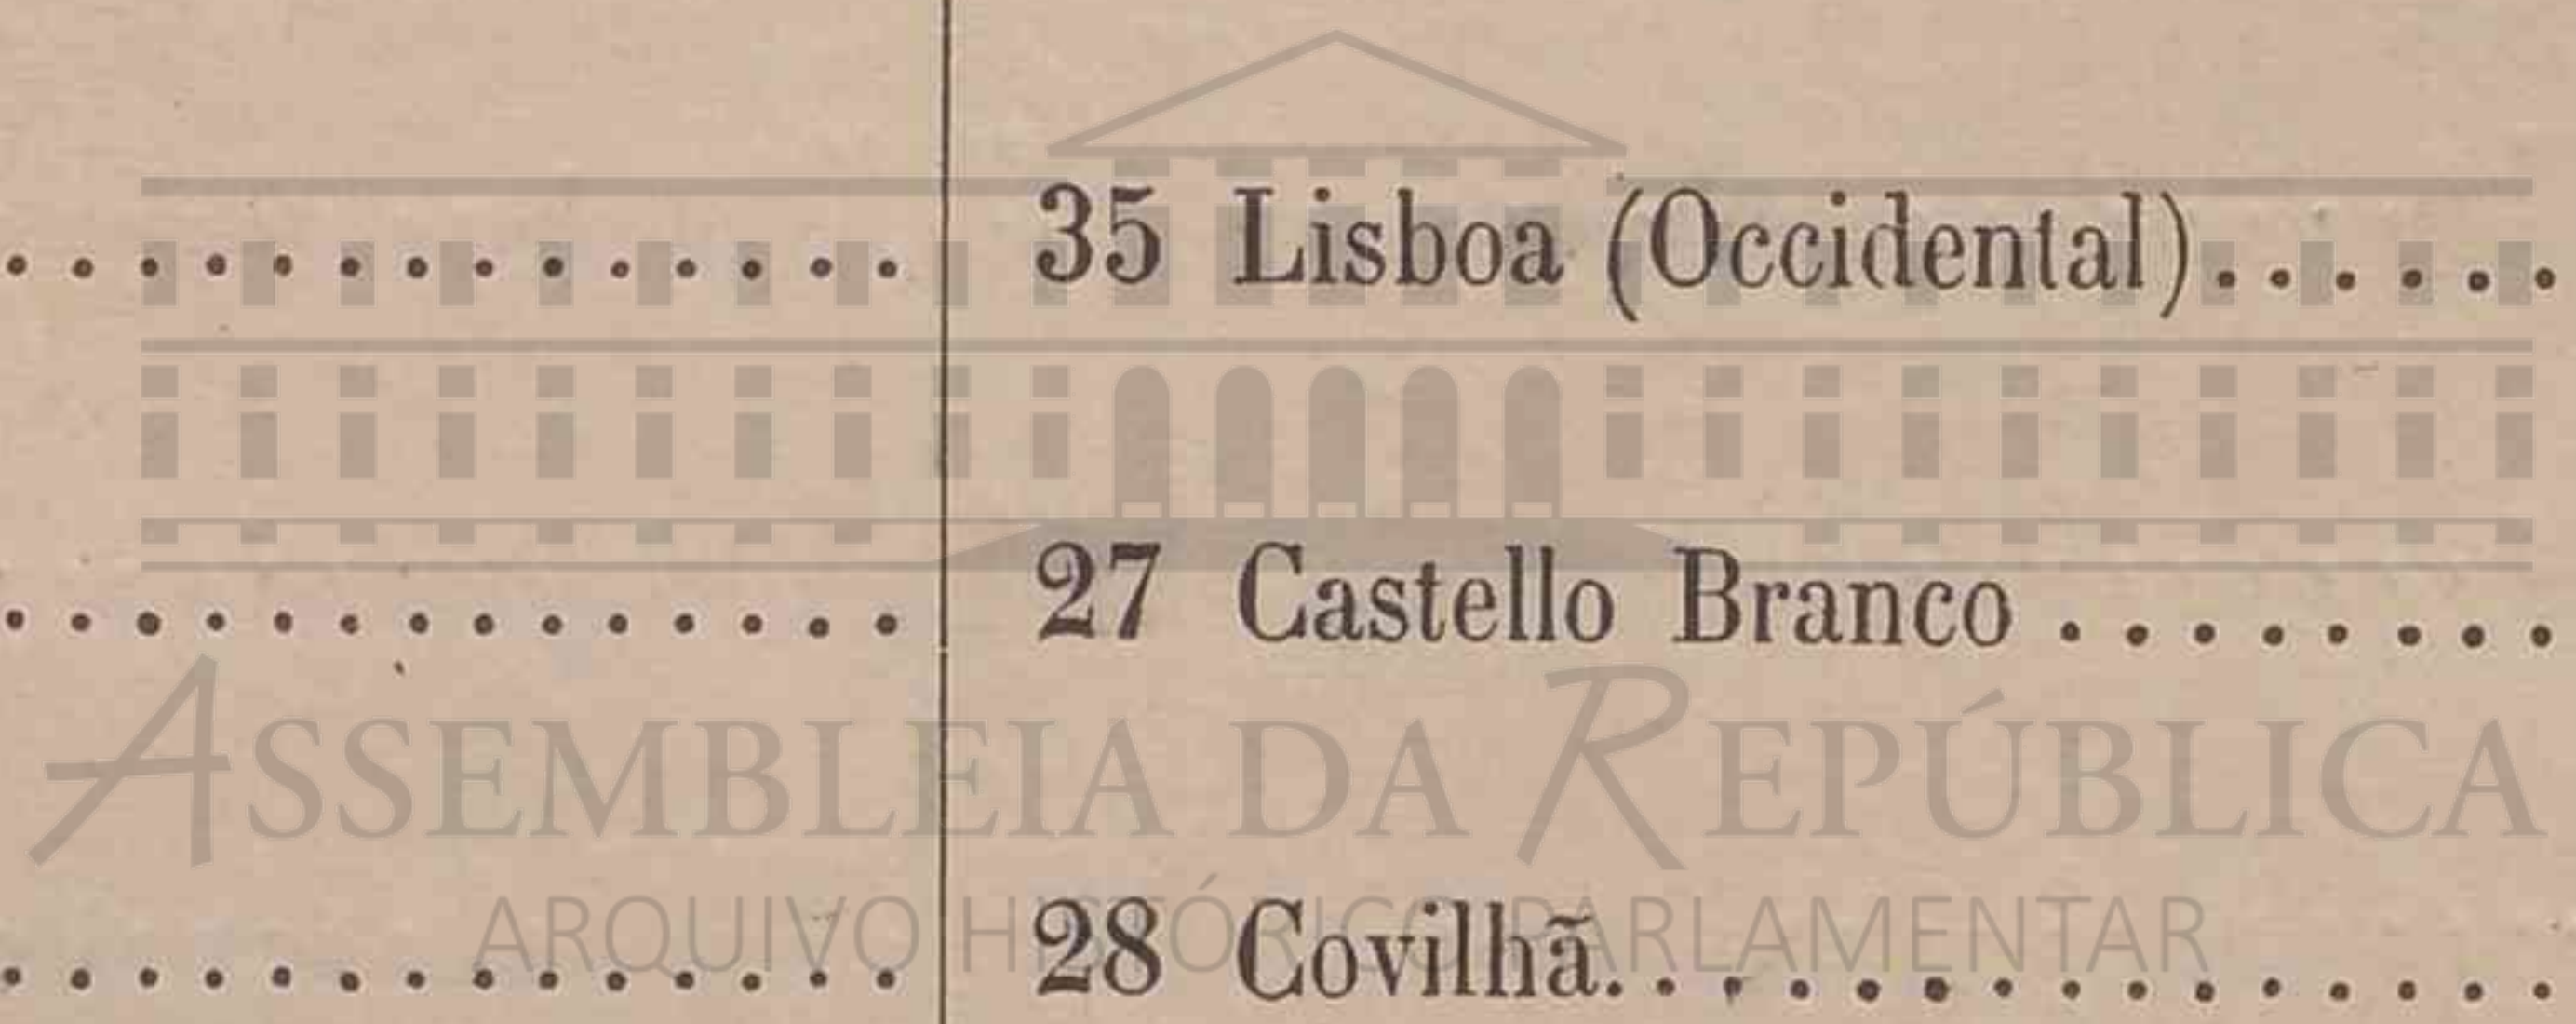 35 Lisboa (Occidental)......
27 Castello Branco ........
ASSEMBLEIA DA REPÚBLICA
ARQUIVO HISTÓRICO PARLAMENTAR
28 Covilhã...............